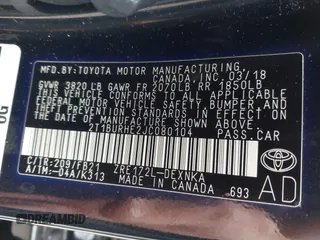 MFD.BY:TOYOTA MOTOR MANUFACTURING,
CANADA,INC. 03/18
GVWR 3820 LB GAWR FR 2070LB RR 1850LB
THIS VEHICLE CONFORMS TO ALL APPLICABLE
FEDERAL MOTOR VEHICLE SAFETY, BUMPER, AND
THEFT PREVENTION STANDARDS IN EFFECT ON
THE DATE OF MANUFACTURE SHOWN ABOVE.
2T1BURHE2JC080104 PASS.CAR
C/TR:209/FB21 ZRE172L-DEXNKA
A/TM:-04A/K313 MADE IN CANADA 693
AD
DREAMBID